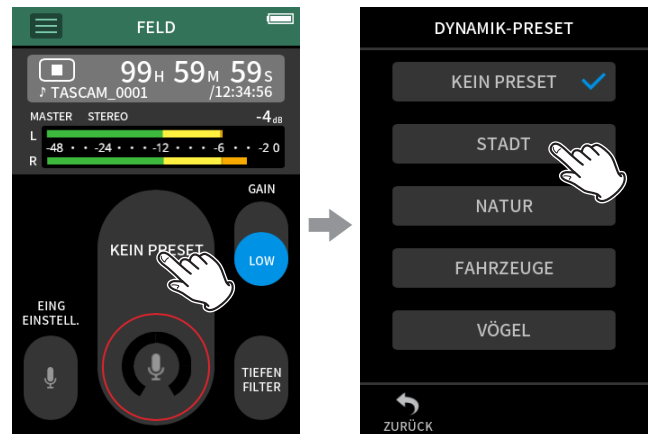 FELD
99H 59M 59S
♪ TASCAM_0001 /12:34:56
MASTER STEREO -4dB
L
-48 · · -24 · · · -12 · · · -6 · · -2 0
R
GAIN
KEIN PRESET
LOW
EING
EINSTELL.
TIEFEN
FILTER
DYNAMIK-PRESET
KEIN PRESET
STADT
NATUR
FAHRZEUGE
VÖGEL
ZURÜCK